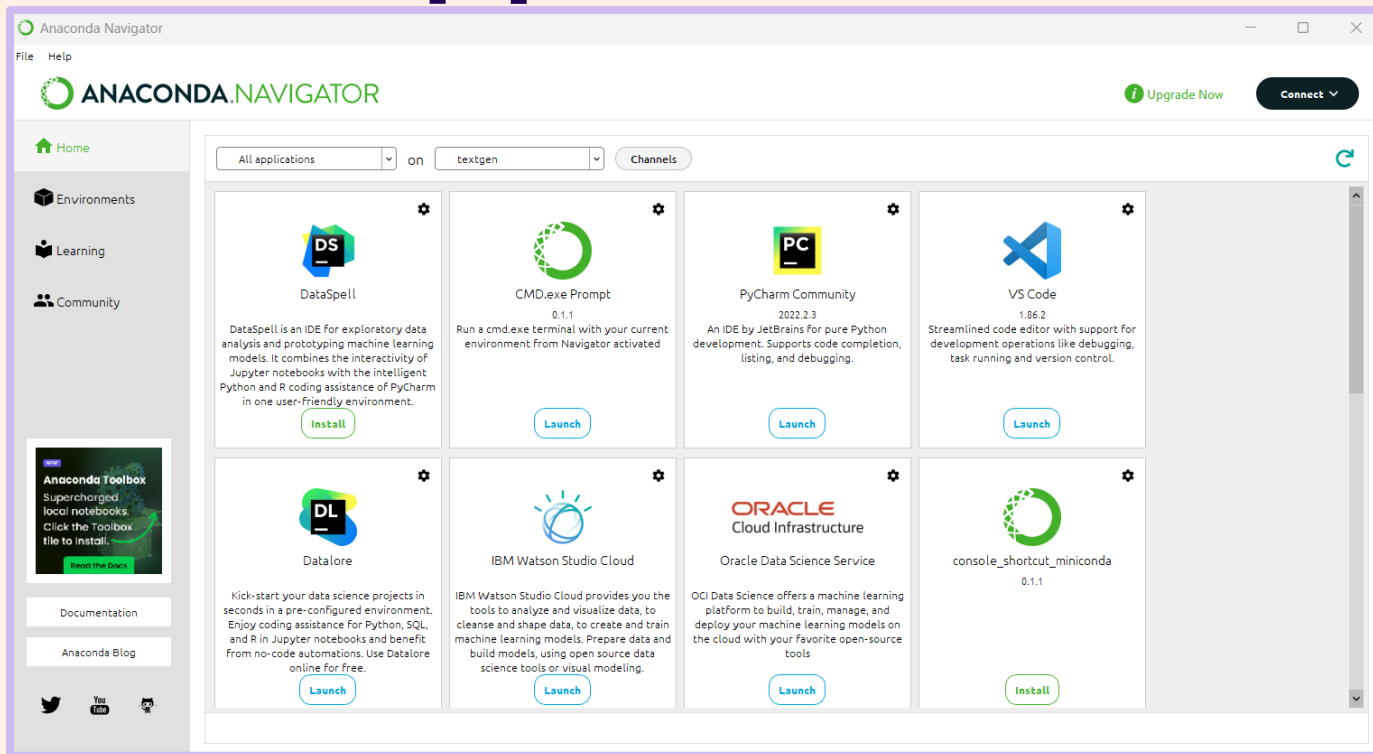 Anaconda Navigator
File Help
ANACONDA.NAVIGATOR
i Upgrade Now
Connect
Home
Environments
Learning
Community
All applications on textgen Channels
DS
DataSpell
DataSpell is an IDE for exploratory data
analysis and prototyping machine learning
models. It combines the interactivity of
Jupyter notebooks with the intelligent
Python and R coding assistance of PyCharm
in one user-friendly environment.
Install
CMD.exe Prompt
0.1.1
Run a cmd.exe terminal with your current
environment from Navigator activated
Launch
PC
PyCharm Community
2022.2.3
An IDE by JetBrains for pure Python
development. Supports code completion,
listing, and debugging.
Launch
VS Code
1.86.2
Streamlined code editor with support for
development operations like debugging,
task running and version control.
Launch
DL
Datalore
Kick-start your data science projects in
seconds in a pre-configured environment.
Enjoy coding assistance for Python, SQL,
and R in Jupyter notebooks and benefit
from no-code automations. Use Datalore
online for free.
Launch
IBM Watson Studio Cloud
IBM Watson Studio Cloud provides you the
tools to analyze and visualize data, to
cleanse and shape data, to create and train
machine learning models. Prepare data and
build models, using open source data
science tools or visual modeling.
Launch
ORACLE
Cloud Infrastructure
Oracle Data Science Service
OCI Data Science offers a machine learning
platform to build, train, manage, and
deploy your machine learning models on
the cloud with your favorite open-source
tools
Launch
console_shortcut_miniconda
0.1.1
Install
Anaconda Toolbox
Supercharged
local notebooks.
Click the Toolbox
tile to install.
Read the Docs
Documentation
Anaconda Blog
You
Tube